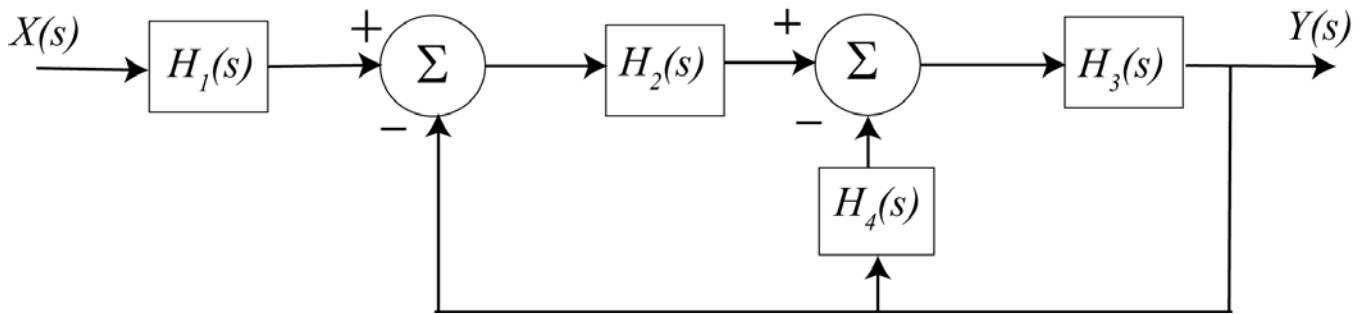 X(s)
H₁(s)
+
−
Σ
H₂(s)
+
−
Σ
H₃(s)
Y(s)
H₄(s)